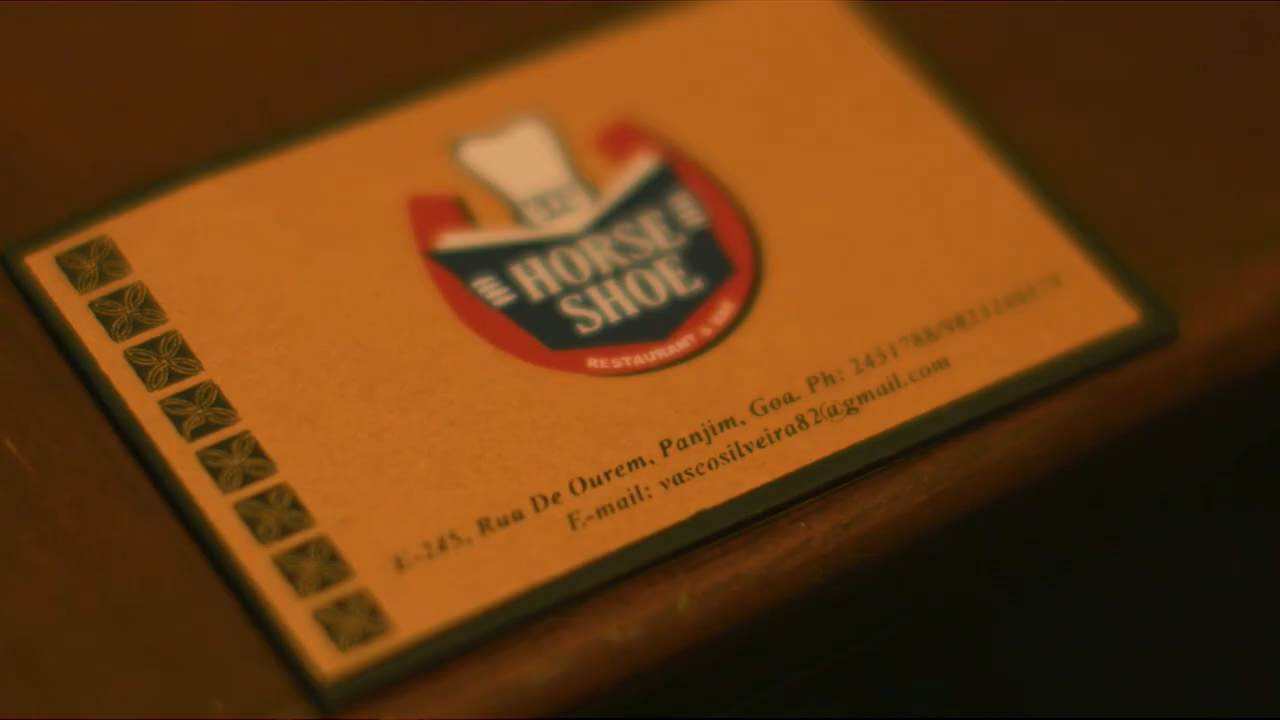 HORSE
SHOE
RESTAURANT & BAR
E-245, Rua De Ourem, Panjim, Goa. Ph: 2431788/
E-mail: vascosilveira82@gmail.com